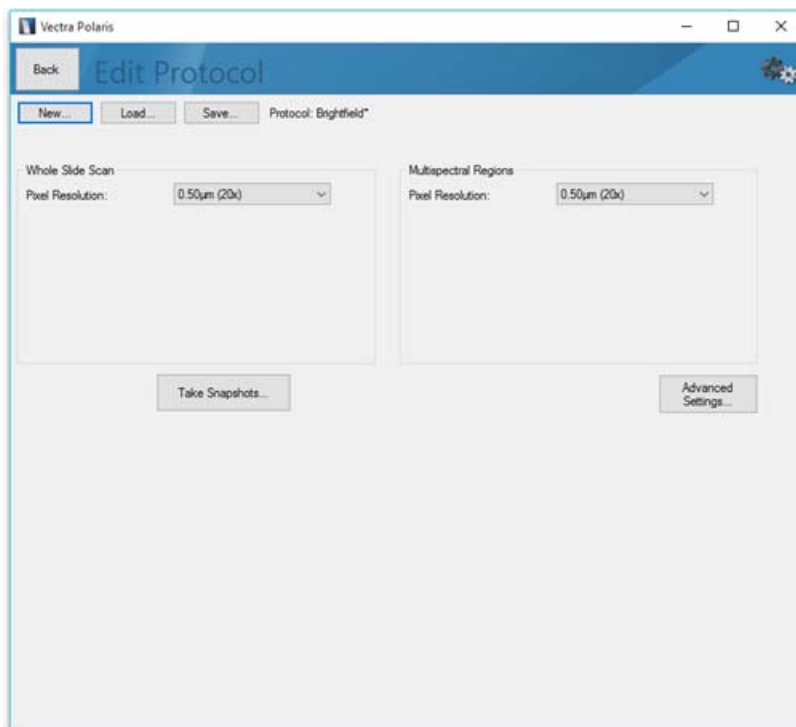 Vectra Polaris
Back
Edit Protocol
New... Load... Save... Protocol: Brightfield*
Whole Slide Scan
Pixel Resolution: 0.50µm (20x)
Multispectral Regions
Pixel Resolution: 0.50µm (20x)
Take Snapshots...
Advanced
Settings...